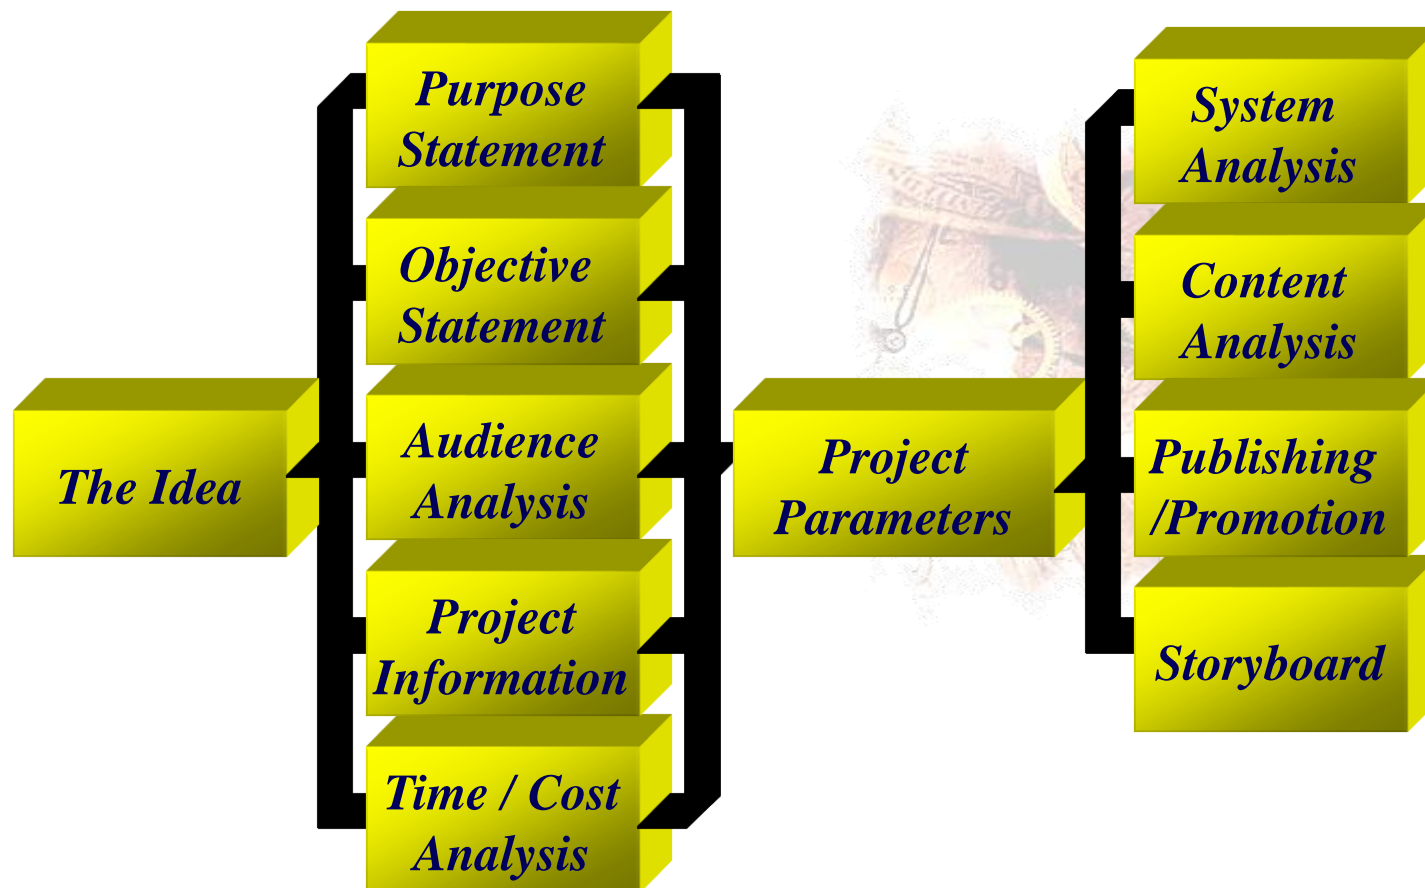 The Idea
Purpose
Statement
Objective
Statement
Audience
Analysis
Project
Information
Time / Cost
Analysis
Project
Parameters
System
Analysis
Content
Analysis
Publishing
/Promotion
Storyboard